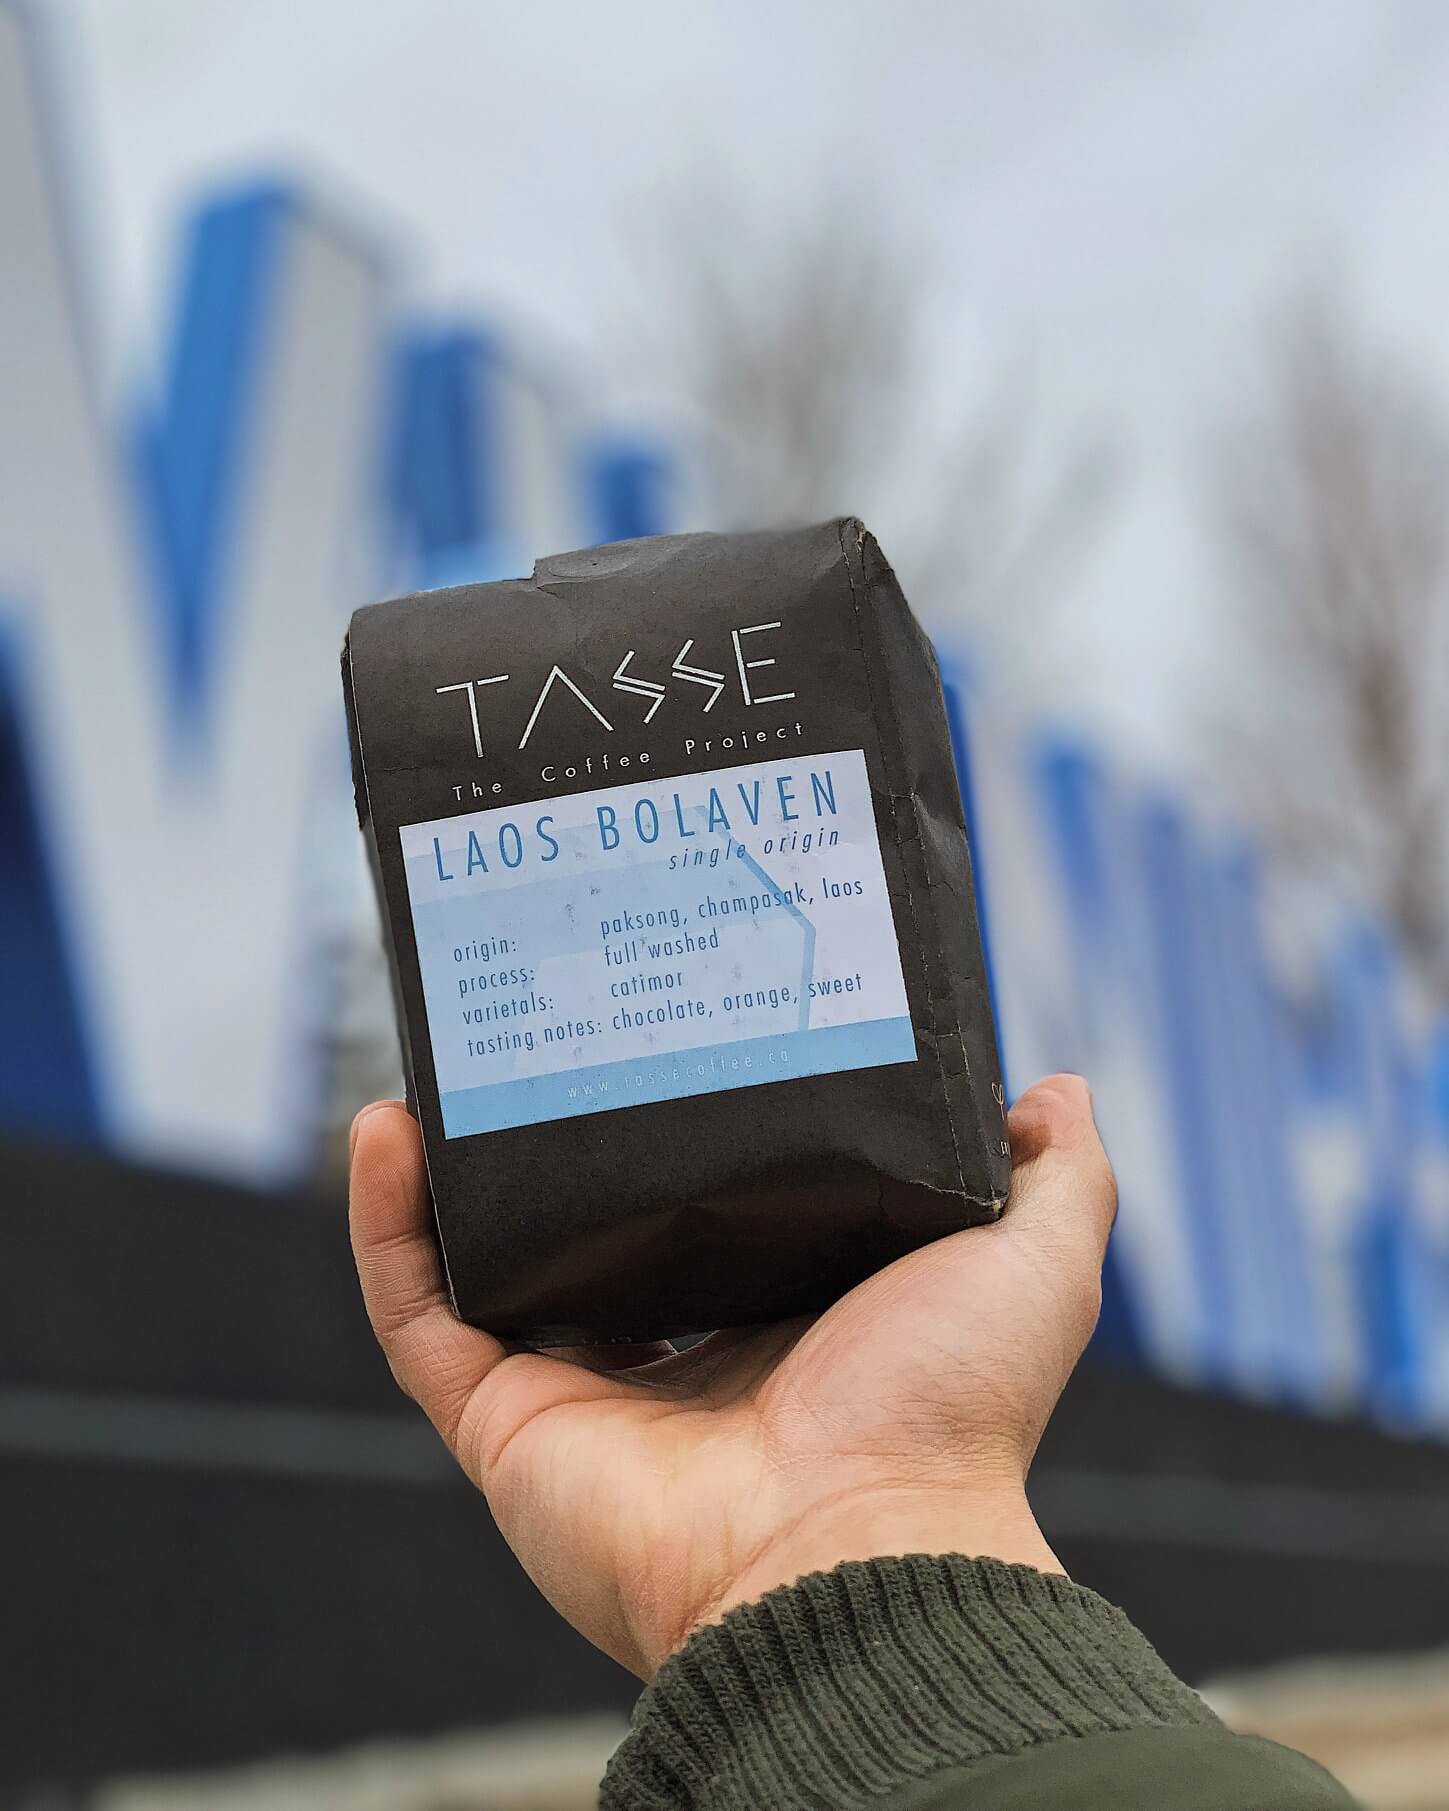 TASSE
The Coffee Project
LAOS BOLAVEN
single origin
origin: paksong, champasak, laos
process: full washed
varietals: catimor
tasting notes: chocolate, orange, sweet
www.tassecoffee.ca